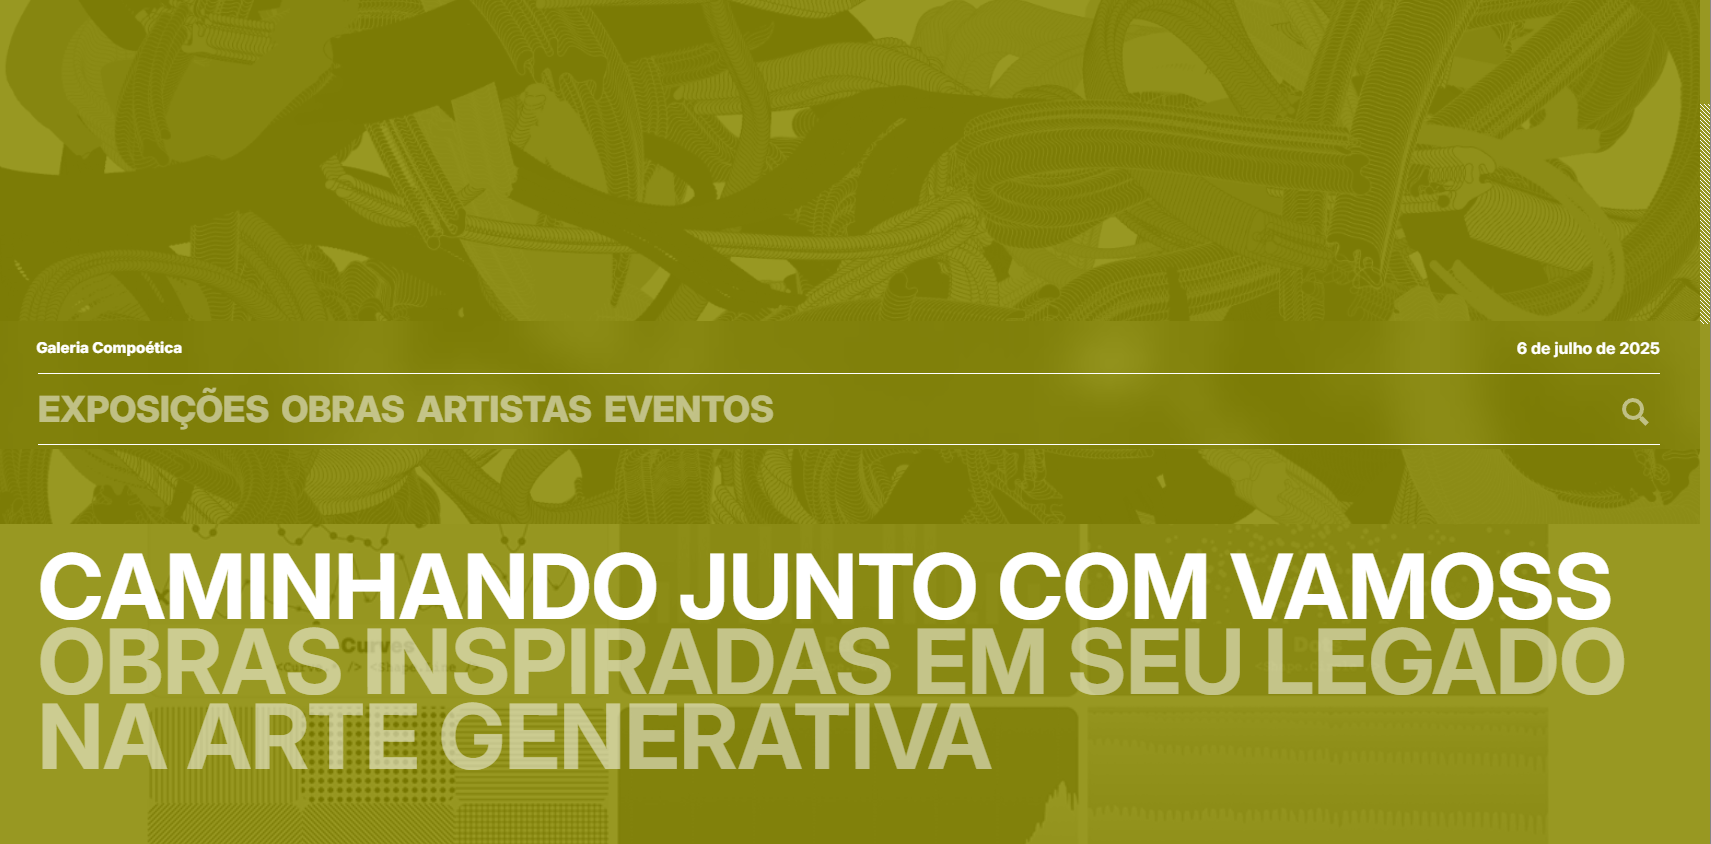 Galeria Compoética
6 de julho de 2025
EXPOSIÇÕES OBRAS ARTISTAS EVENTOS
CAMINHANDO JUNTO COM VAMOSS
OBRAS INSPIRADAS EM SEU LEGADO
NA ARTE GENERATIVA
Curves